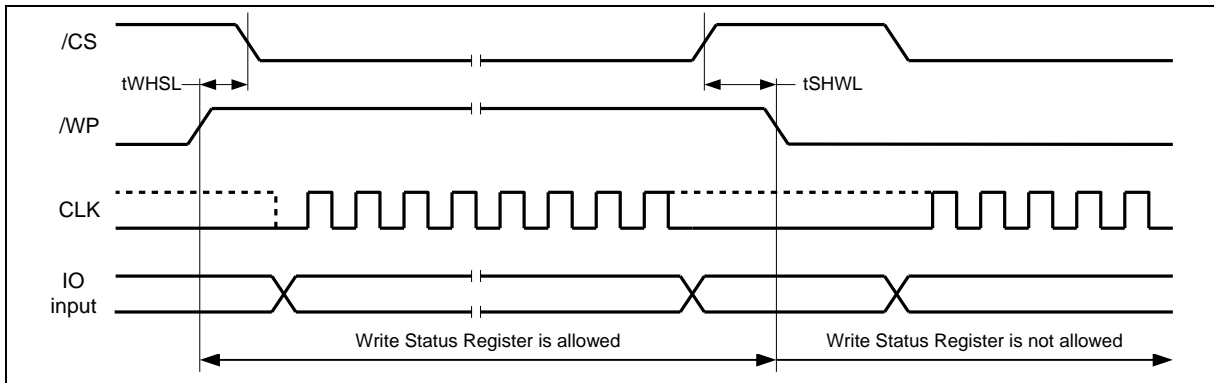 /CS
tWHSL
tSHWL
/WP
CLK
IO
input
Write Status Register is allowed
Write Status Register is not allowed